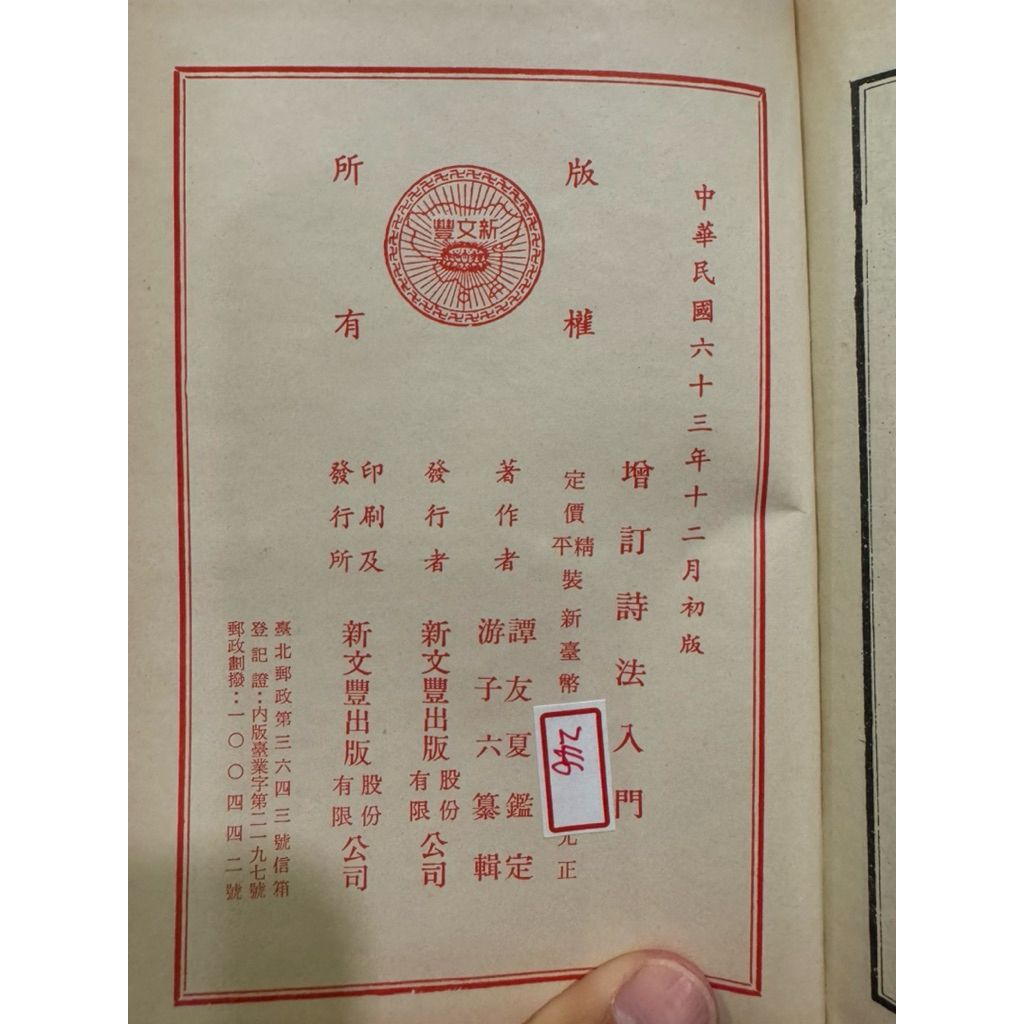 中華民國六十三年十二月初版
版權所有
新文豐
增訂詩法入門
定價精平裝新臺幣
元正
2446
著作者
譚友夏鑑定
游子六纂輯
發行者
新文豐出版股份有限公司
印刷及發行所
新文豐出版股份有限公司
臺北郵政第三六四三號信箱
登記證：內版臺業字第二一九七號
郵政劃撥：一〇〇四四二號